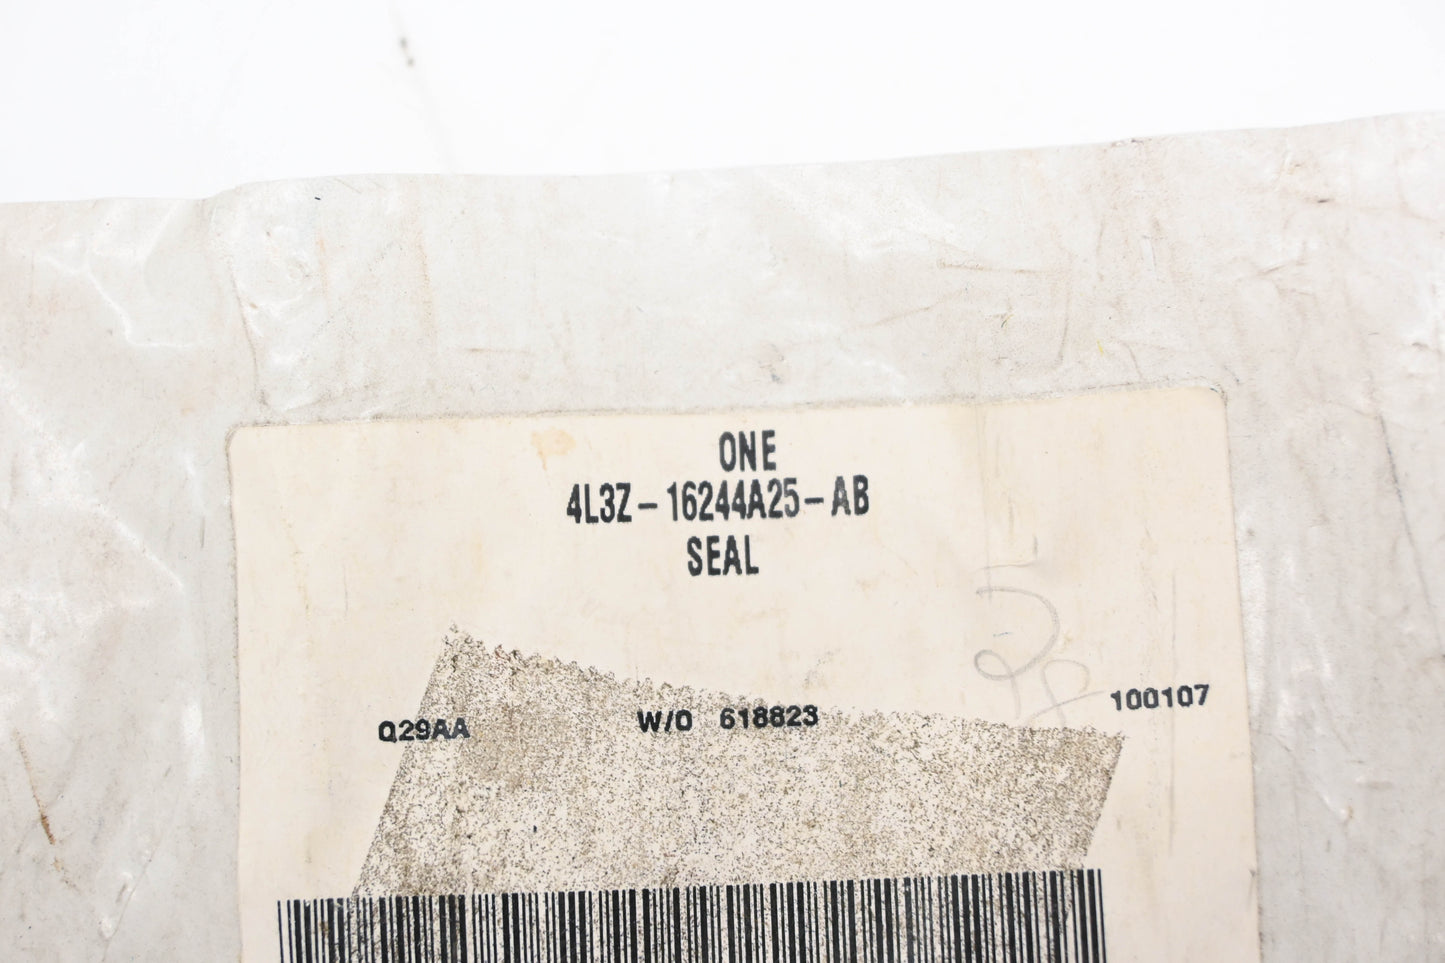 ONE
4L3Z-16244A25-AB
SEAL
Q29AA W/O 618823 100107